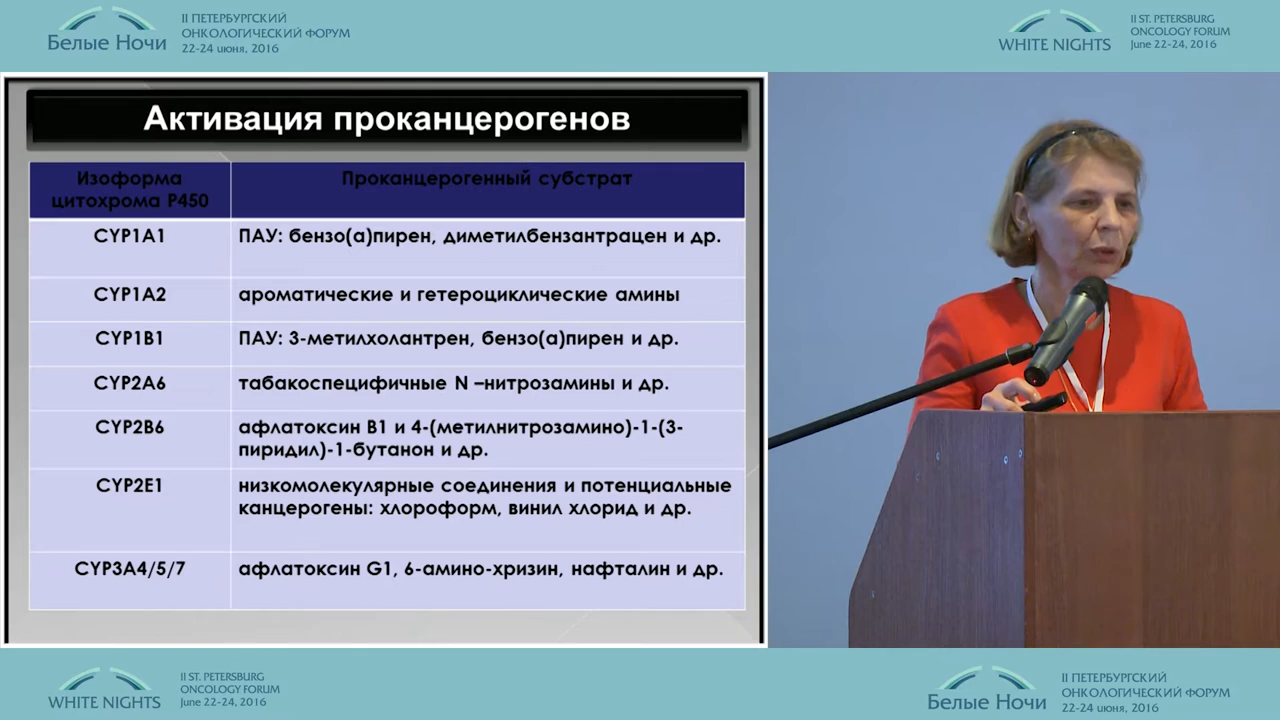 Белые Ночи
II ПЕТЕРБУРГСКИЙ
ОНКОЛОГИЧЕСКИЙ ФОРУМ
22-24 июня, 2016
WHITE NIGHTS
II ST. PETERSBURG
ONCOLOGY FORUM
June 22-24, 2016
Активация проканцерогенов
Изоформа
цитохрома P450
Проканцерогенный субстрат
CYP1A1
ПАУ: бензо(а)пирен, диметилбензантрацен и др.
CYP1A2
ароматические и гетероциклические амины
CYP1B1
ПАУ: 3-метилхолантрен, бензо(а)пирен и др.
CYP2A6
табакоспецифичные N –нитрозамины и др.
CYP2B6
афлатоксин В1 и 4-(метилнитрозамино)-1-(3-
пиридил)-1-бутанон и др.
CYP2E1
низкомолекулярные соединения и потенциальные
канцерогены: хлороформ, винил хлорид и др.
CYP3A4/5/7
афлатоксин G1, 6-амино-хризин, нафталин и др.
WHITE NIGHTS
II ST. PETERSBURG
ONCOLOGY FORUM
June 22-24, 2016
Белые Ночи
II ПЕТЕРБУРГСКИЙ
ОНКОЛОГИЧЕСКИЙ ФОРУМ
22-24 июня, 2016